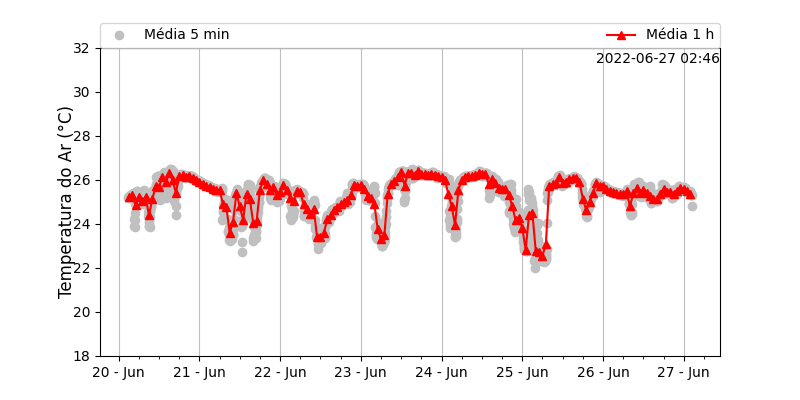 Média 5 min
Média 1 h
2022-06-27 02:46
Temperatura do Ar (°C)
32
30
28
26
24
22
20
18
20 - Jun
21 - Jun
22 - Jun
23 - Jun
24 - Jun
25 - Jun
26 - Jun
27 - Jun